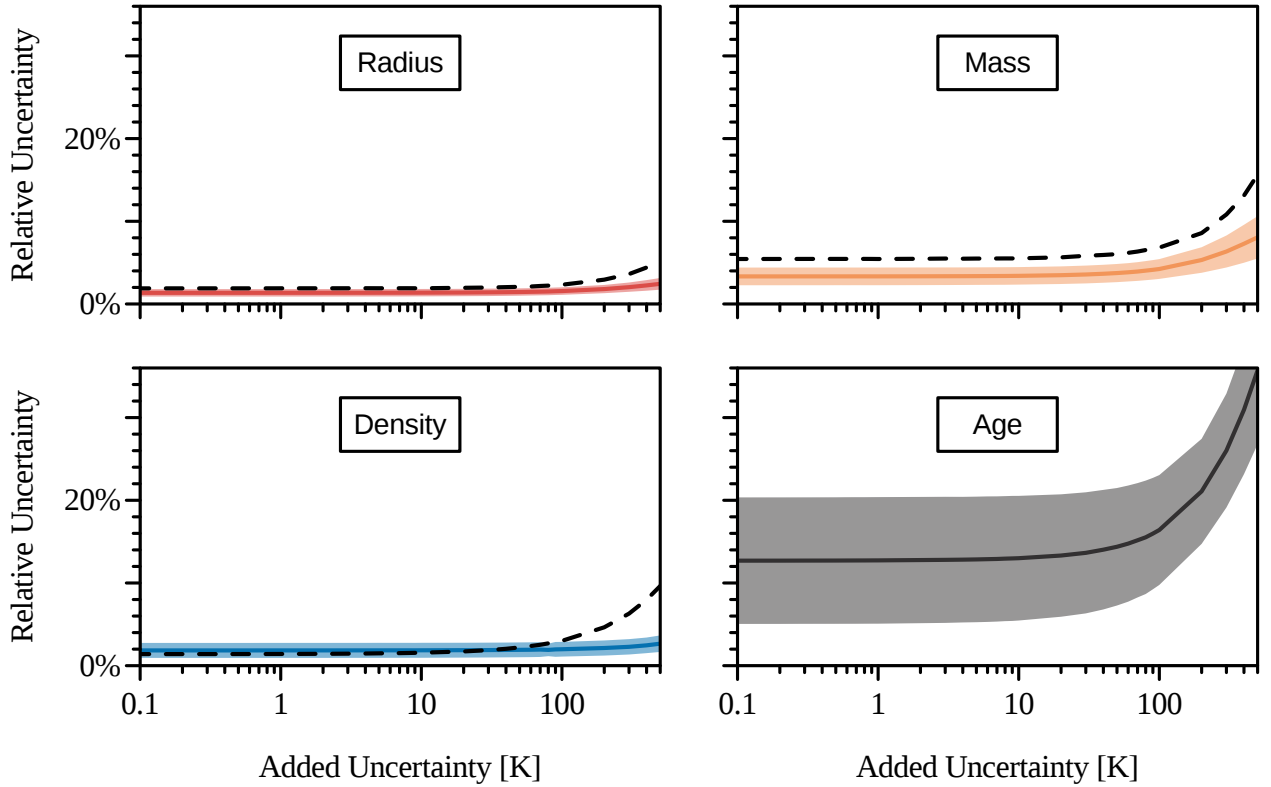 Radius
Mass
Relative Uncertainty
20%
0%
Density
Age
Relative Uncertainty
20%
0%
0.1 1 10 100
0.1 1 10 100
Added Uncertainty [K]
Added Uncertainty [K]